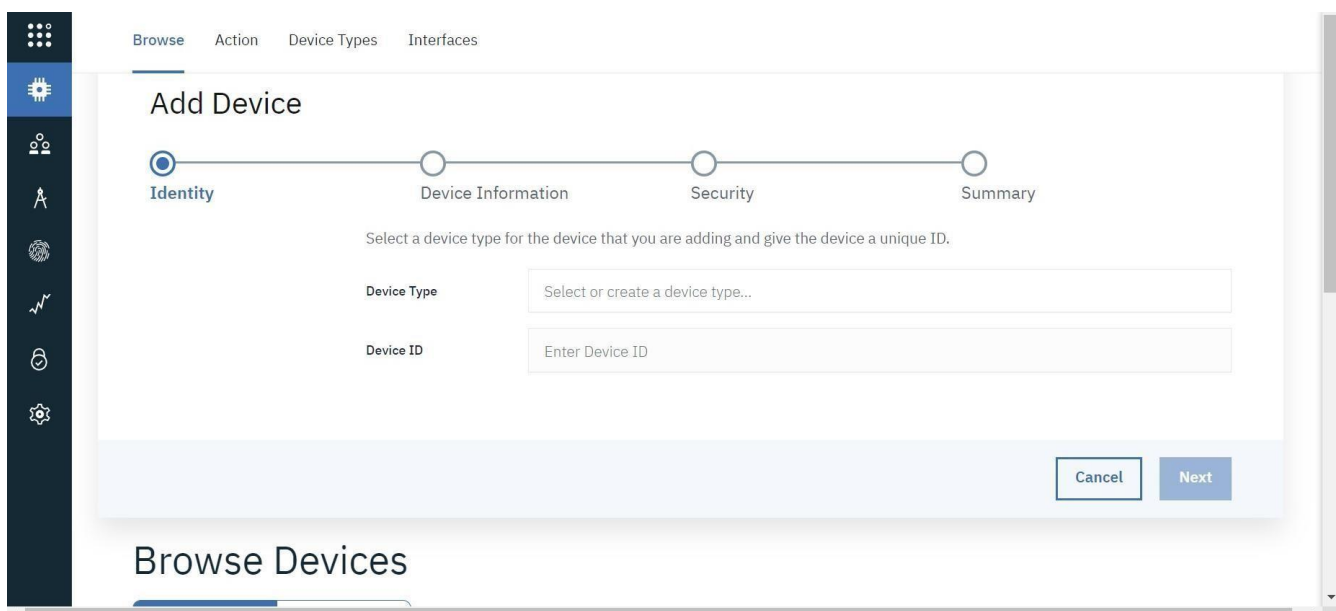 Browse Action Device Types Interfaces
Add Device
Identity Device Information Security Summary
Select a device type for the device that you are adding and give the device a unique ID.
Device Type Select or create a device type...
Device ID Enter Device ID
Cancel Next
Browse Devices